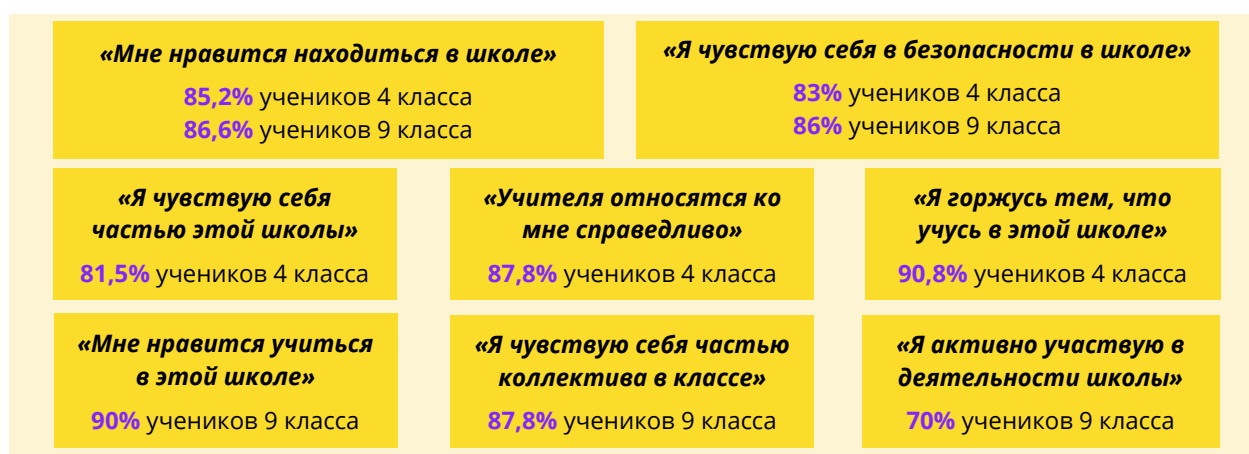 «Мне нравится находиться в школе»
85,2% учеников 4 класса
86,6% учеников 9 класса
«Я чувствую себя в безопасности в школе»
83% учеников 4 класса
86% учеников 9 класса
«Я чувствую себя
частью этой школы»
81,5% учеников 4 класса
«Учителя относятся ко
мне справедливо»
87,8% учеников 4 класса
«Я горжусь тем, что
учусь в этой школе»
90,8% учеников 4 класса
«Мне нравится учиться
в этой школе»
90% учеников 9 класса
«Я чувствую себя частью
коллектива в классе»
87,8% учеников 9 класса
«Я активно участвую в
деятельности школы»
70% учеников 9 класса